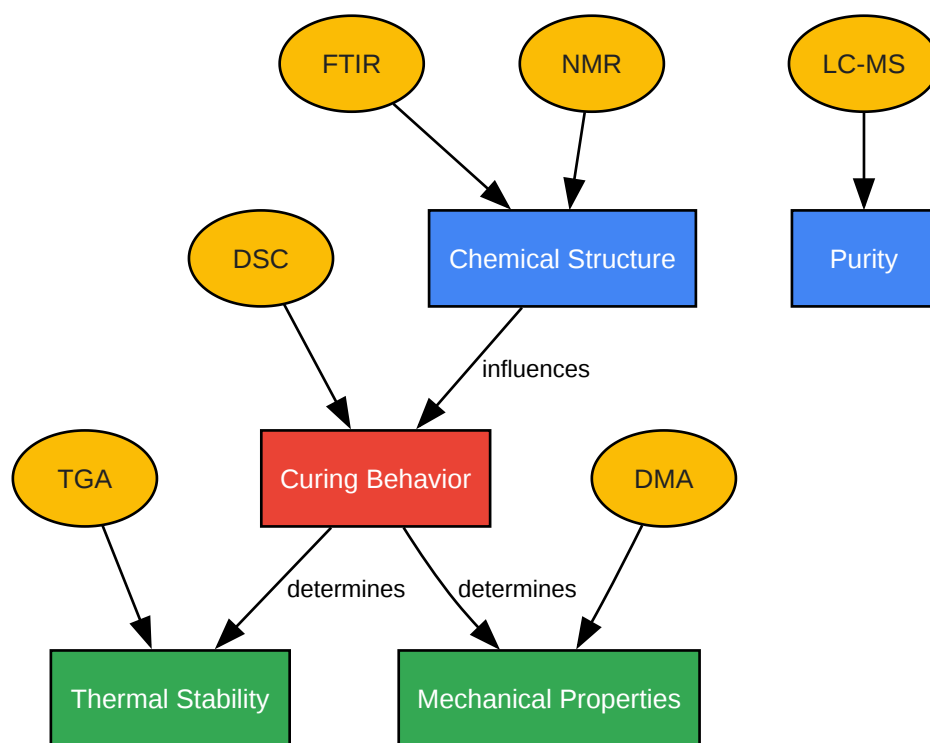 FTIR
NMR
LC-MS
DSC
Chemical Structure
Purity
influences
TGA
Curing Behavior
DMA
determines
determines
Thermal Stability
Mechanical Properties